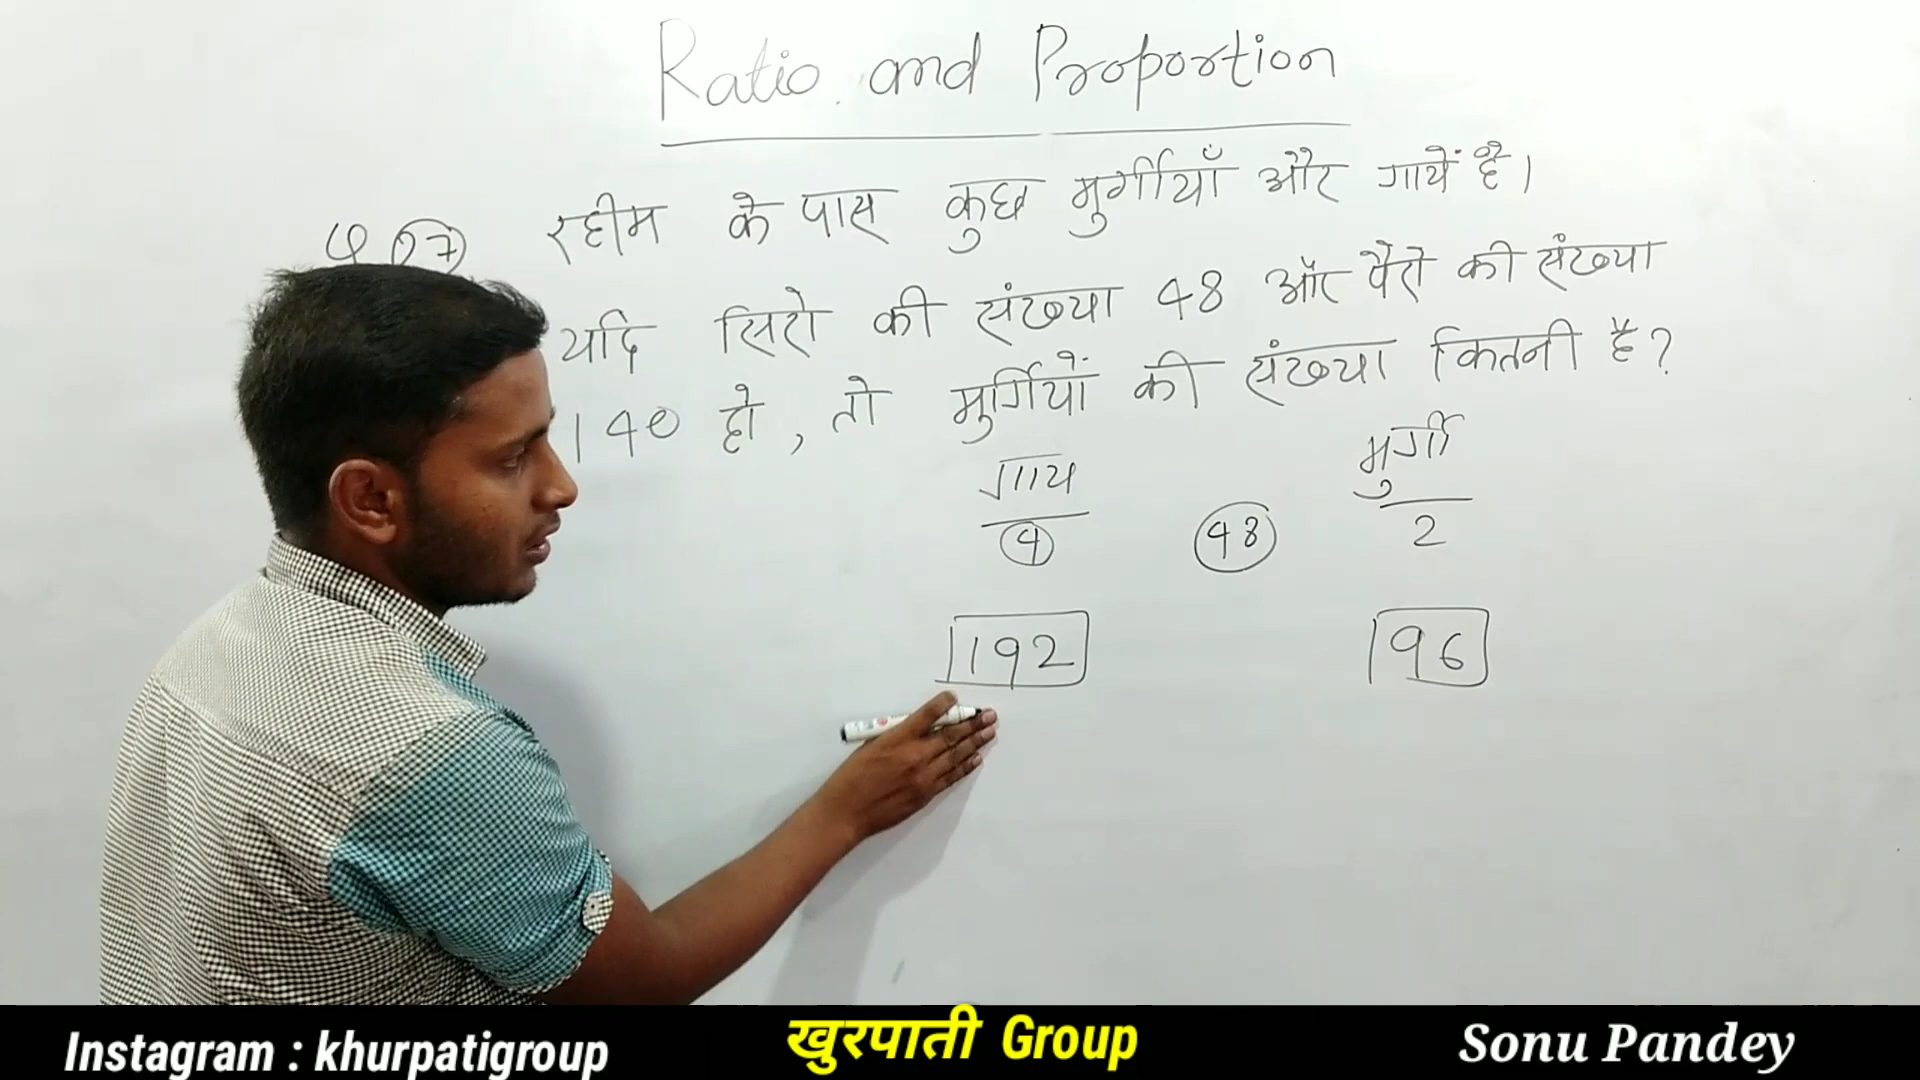 Ratio and Proportion
Q (7) रहीम के पास कुछ मुर्गीयाँ और गायें है।
यदि सिरो की संख्या 48 और पैरो की संख्या
140 हो, तो मुर्गियों की संख्या कितनी है?
गाय मुर्गी
4 48 2
192 96
Instagram : khurpatigroup खुरपाती Group Sonu Pandey